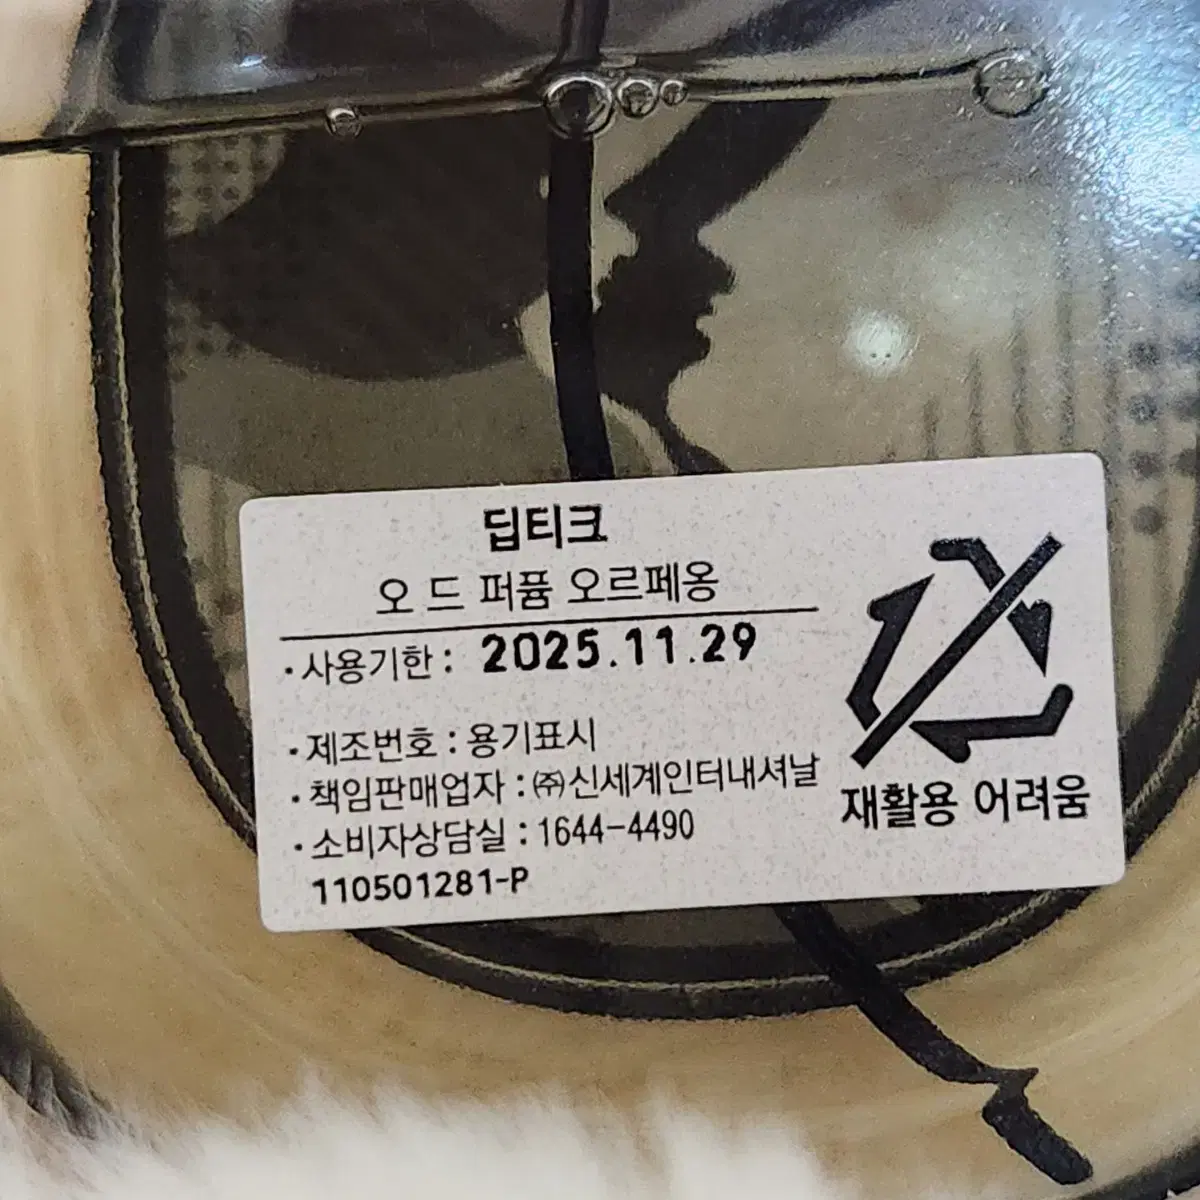 딥티크
오 드 퍼퓸 오르페옹
·사용기한 : 2025.11.29
·제조번호 : 용기표시
·책임판매업자 : ㈜신세계인터내셔날
·소비자상담실 : 1644-4490
110501281-P
재활용 어려움